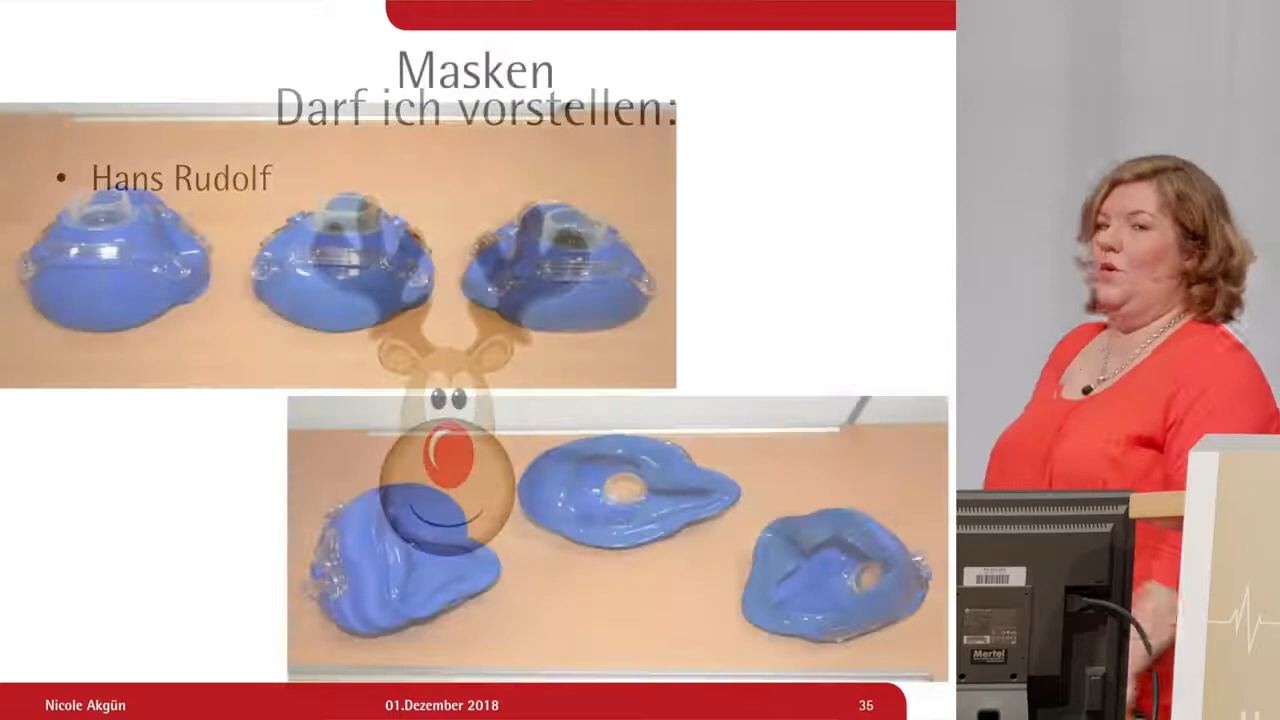 Masken
Darf ich vorstellen:
• Hans Rudolf
Nicole Akgün
01.Dezember 2018
35
Mertel